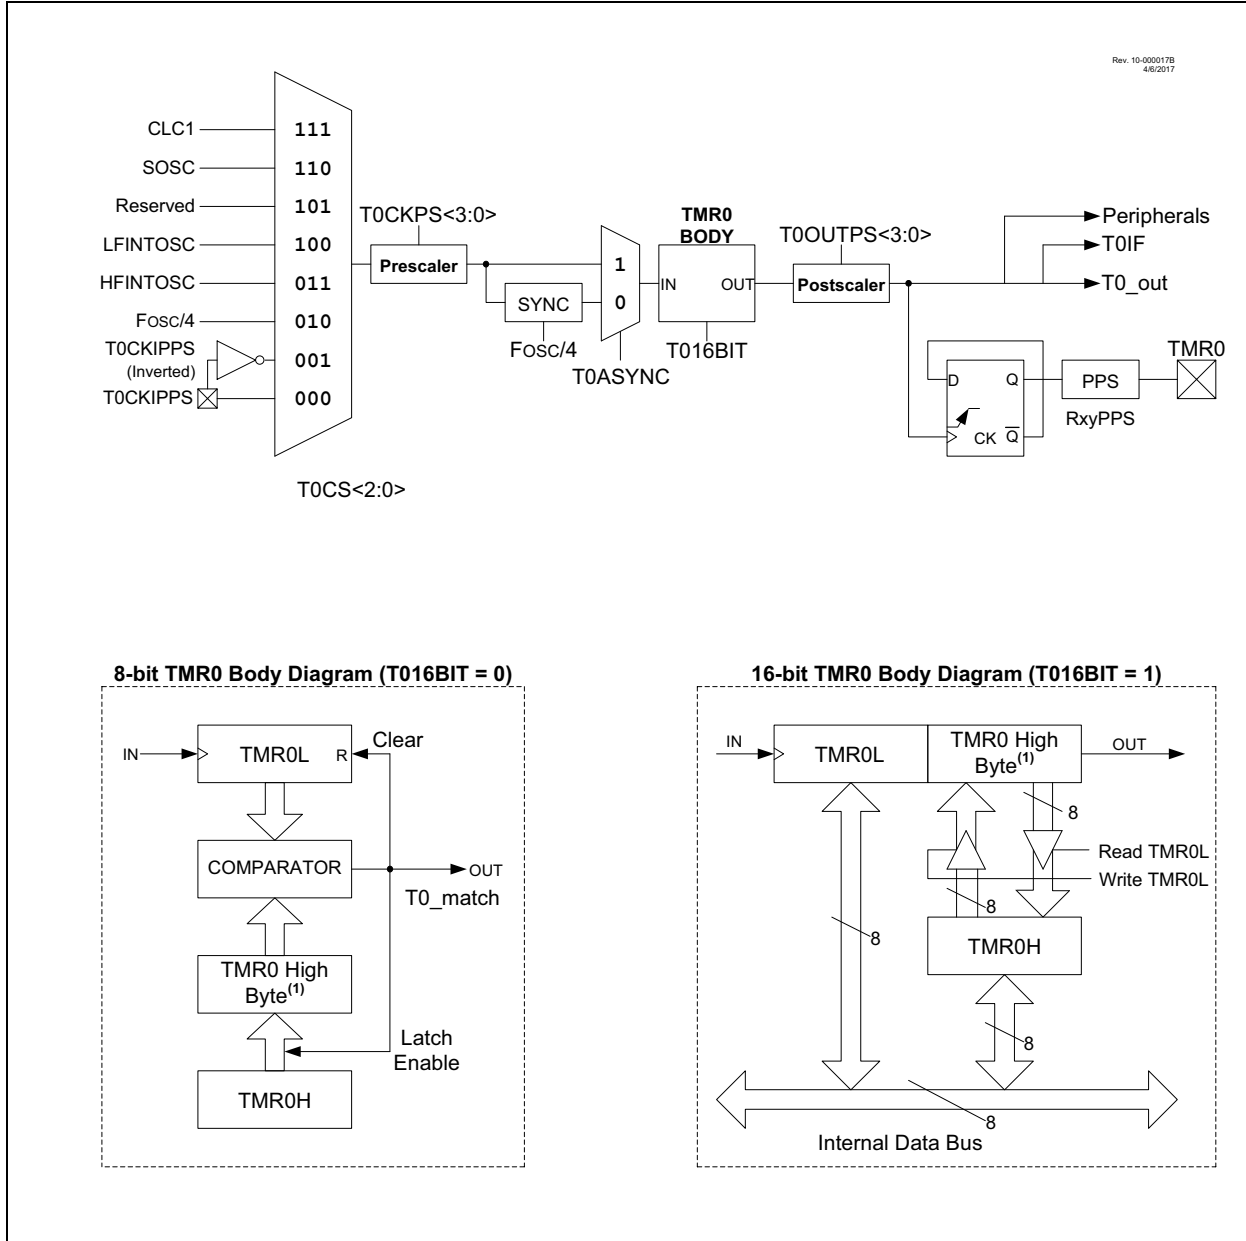 Rev. 10-000017B
4/6/2017
CLC1
111
SOSC
110
Reserved
101
LFINTOSC
100
HFINTOSC
011
FOSC/4
010
T0CKIPPS
(Inverted)
001
T0CKIPPS
000
T0CS<2:0>
T0CKPS<3:0>
Prescaler
SYNC
FOSC/4
1
0
T0ASYNC
TMR0
BODY
IN
OUT
T016BIT
T0OUTPS<3:0>
Postscaler
Peripherals
T0IF
T0_out
D
Q
CK
Q
PPS
RxyPPS
TMR0
8-bit TMR0 Body Diagram (T016BIT = 0)
IN
TMR0L
R
Clear
COMPARATOR
OUT
T0_match
TMR0 High
Byte(1)
Latch
Enable
TMR0H
16-bit TMR0 Body Diagram (T016BIT = 1)
IN
TMR0L
TMR0 High
Byte(1)
OUT
8
Read TMR0L
Write TMR0L
8
8
TMR0H
8
8
Internal Data Bus